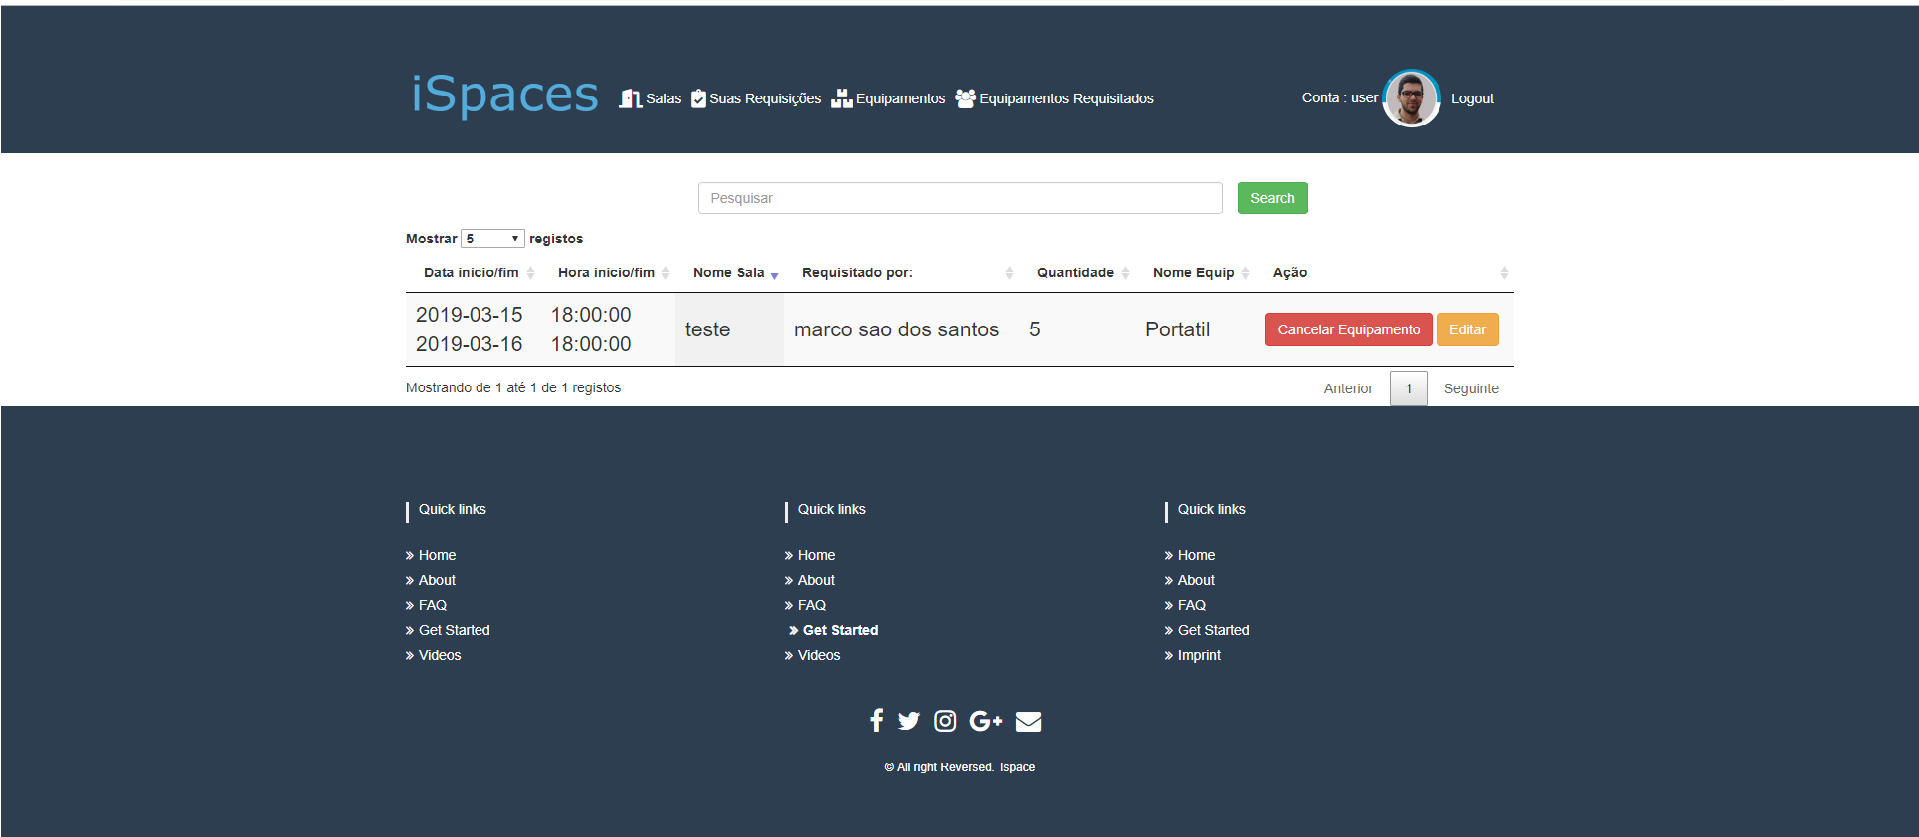 iSpaces Salas Suas Requisições Equipamentos Equipamentos Requisitados Conta : user Logout
Pesquisar Search
Mostrar 5 registos
Data inicio/fim Hora inicio/fim Nome Sala Requisitado por: Quantidade Nome Equip Ação
2019-03-15 18:00:00
teste marco sao dos santos 5 Portatil Cancelar Equipamento Editar
2019-03-16 18:00:00
Mostrando de 1 até 1 de 1 registos Anterior 1 Seguinte
Quick links Quick links Quick links
» Home » Home » Home
» About » About » About
» FAQ » FAQ » FAQ
» Get Started » Get Started » Get Started
» Videos » Videos » Imprint
© All right Reversed. Ispace